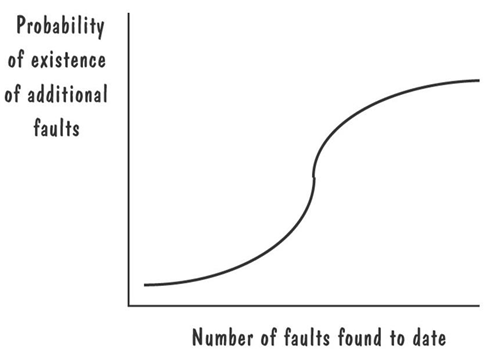 Probability
of existence
of additional
faults
Number of faults found to date